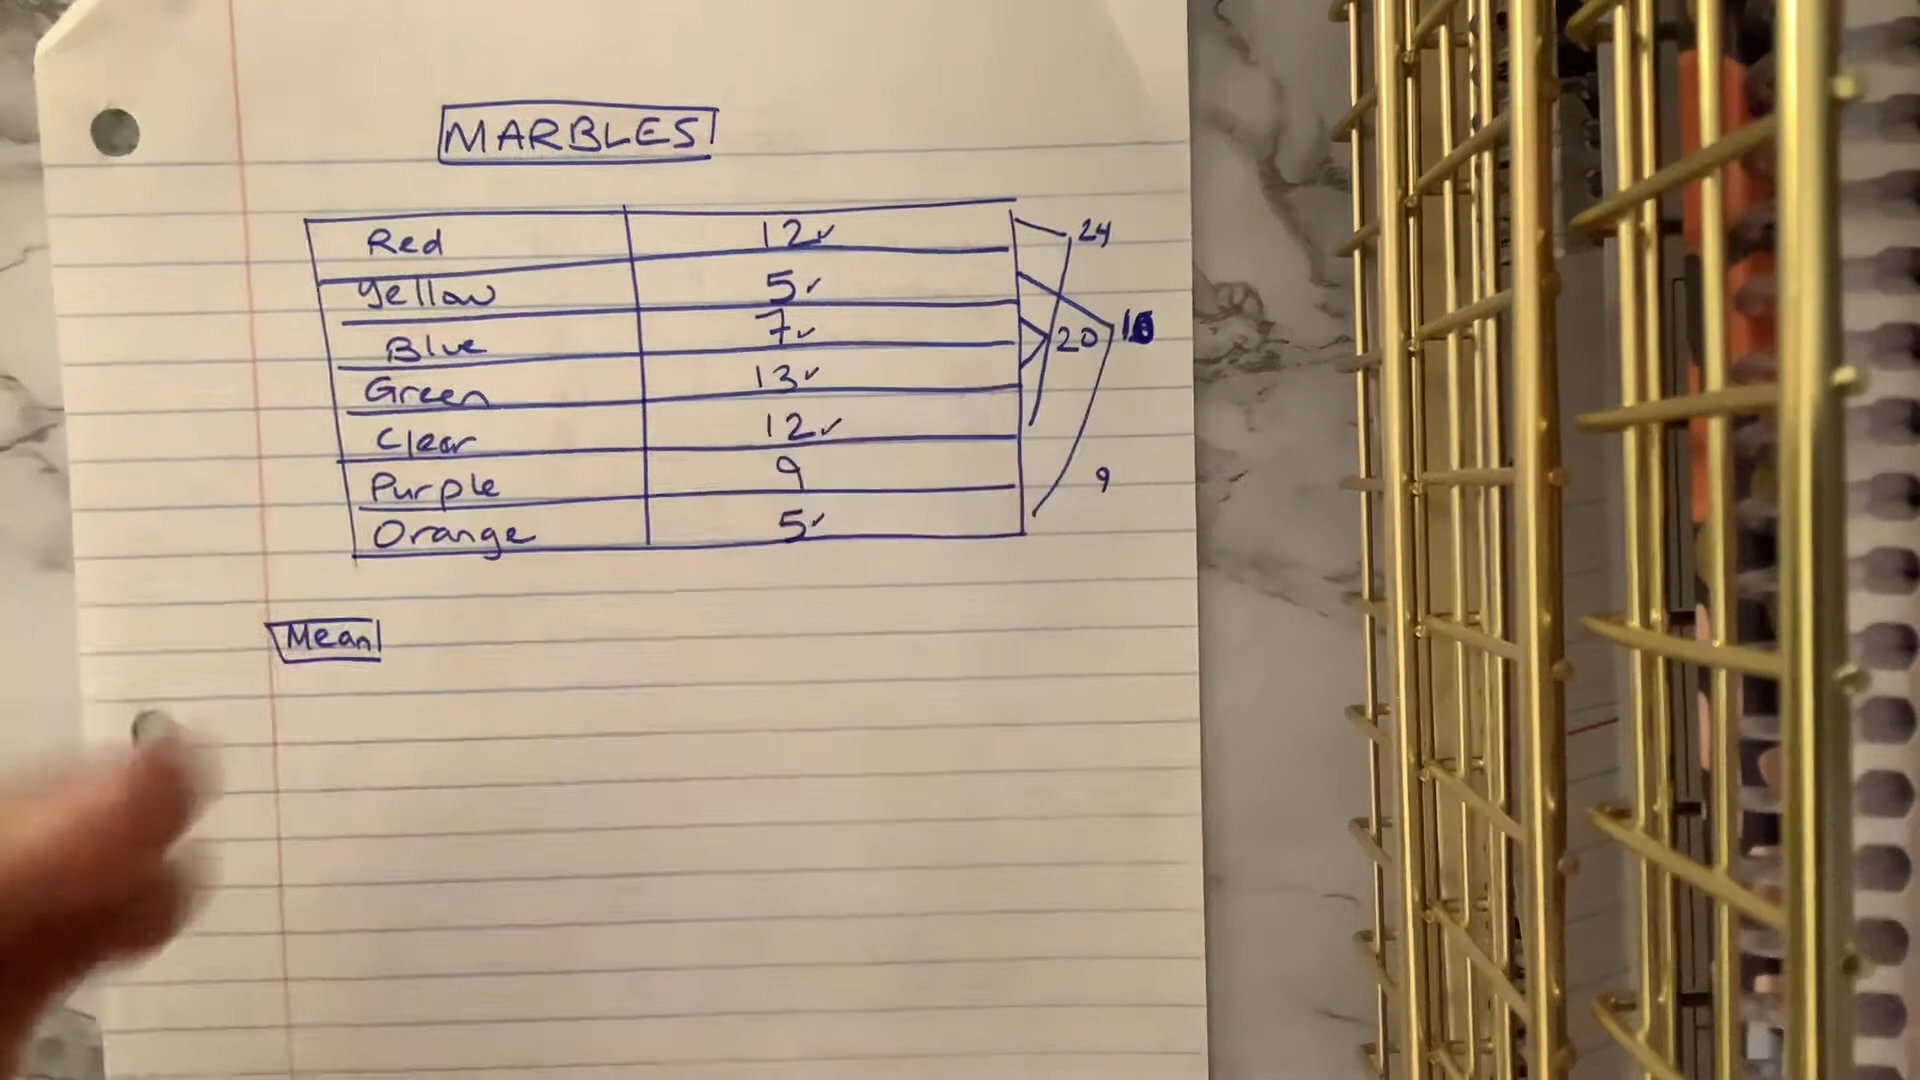 MARBLES
Red 12✓ 24
Yellow 5✓
Blue 7✓ 20
Green 13✓
Clear 12✓
Purple 9 9
Orange 5✓
Mean